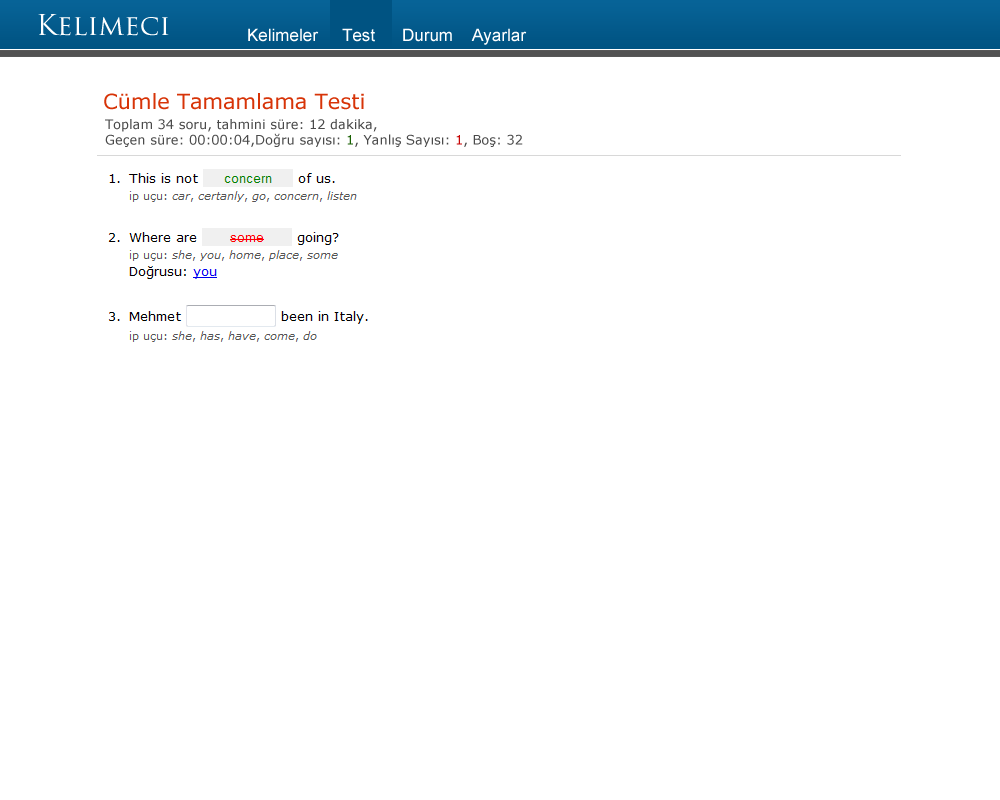 KELIMECI
Kelimeler Test Durum Ayarlar
Cümle Tamamlama Testi
Toplam 34 soru, tahmini süre: 12 dakika,
Geçen süre: 00:00:04,Doğru sayısı: 1, Yanlış Sayısı: 1, Boş: 32
1. This is not concern of us.
ip uçu: car, certanly, go, concern, listen
2. Where are some going?
ip uçu: she, you, home, place, some
Doğrusu: you
3. Mehmet been in Italy.
ip uçu: she, has, have, come, do